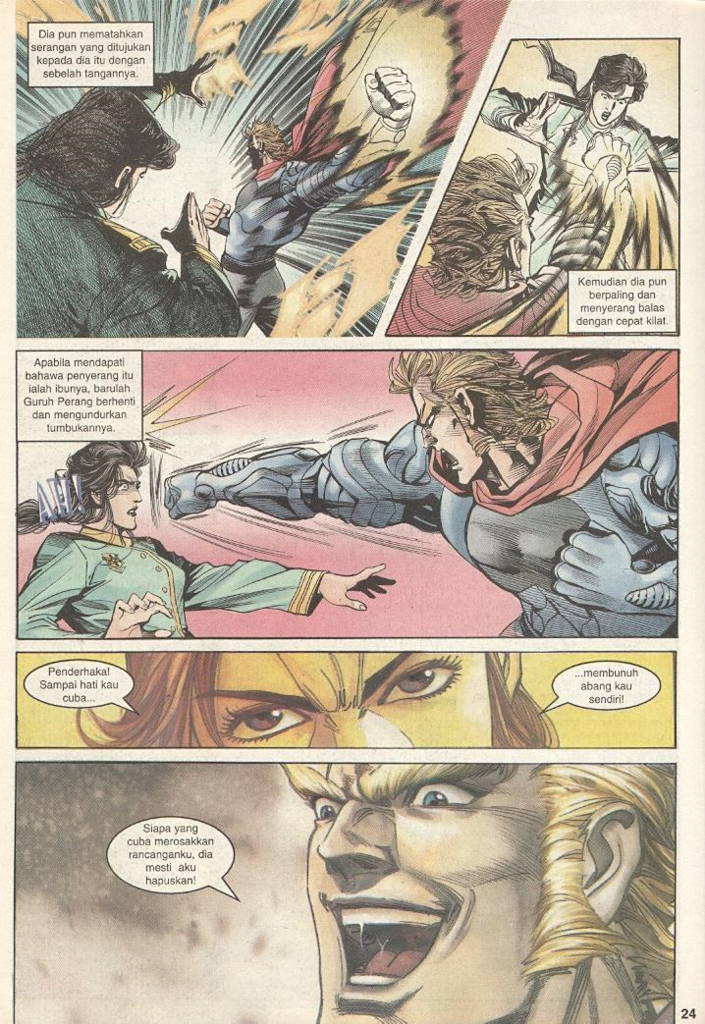 Dia pun mematahkan
serangan yang ditujukan
kepada dia itu dengan
sebelah tangannya.
Kemudian dia pun
berpaling dan
menyerang balas
dengan cepat kilat.
Apabila mendapati
bahawa penyerang itu
ialah ibunya, barulah
Guruh Perang berhenti
dan mengundurkan
tumbukannya.
Penderhaka!
Sampai hati kau
cuba...
...membunuh
abang kau
sendiri!
Siapa yang
cuba merosakkan
rancanganku, dia
mesti aku
hapuskan!
24